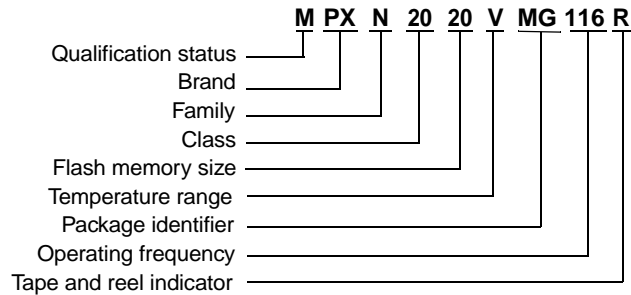 M PX N 20 20 V MG 116 R
Qualification status
Brand
Family
Class
Flash memory size
Temperature range
Package identifier
Operating frequency
Tape and reel indicator